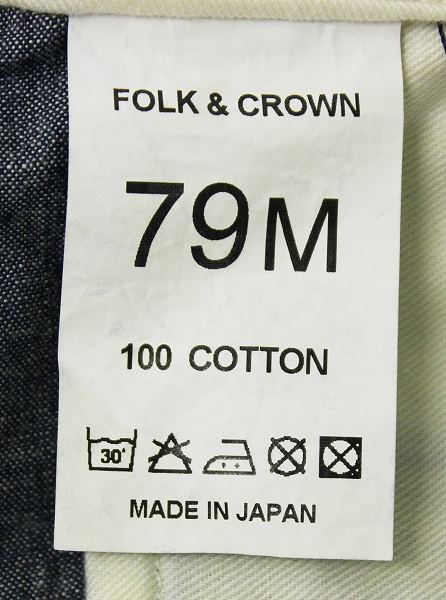 FOLK & CROWN
79M
100 COTTON
30°
MADE IN JAPAN